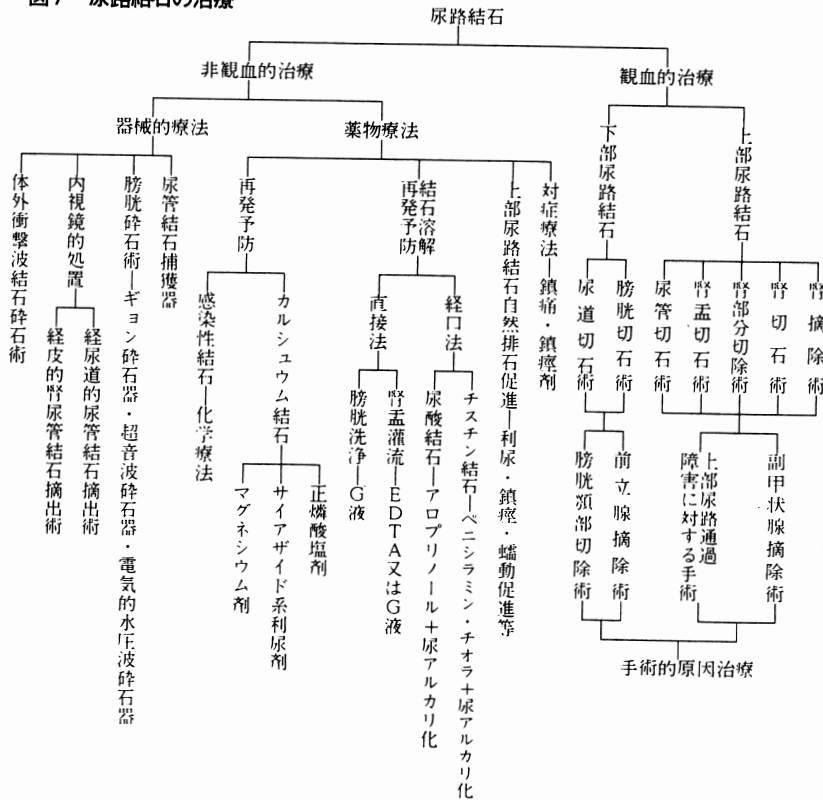 図7 尿路結石の治療
尿路結石
観血的治療
非観血的治療
上部尿路結石
下部尿路結石
腎摘除術
腎切石術
腎部分切除術
腎盂切石術
尿管切石術
膀胱切石術
尿道切石術
副甲状腺摘除術
上部尿路通過
障害に対する手術
前立腺摘除術
膀胱頸部切除術
手術的原因治療
薬物療法
器械的療法
対症療法―鎮痛・鎮痙剤
上部尿路結石自然排石促進―利尿・鎮痙・蠕動促進等
結石溶解
再発予防
経口法
チスチン結石―ペニシラミン・チオラ+尿アルカリ化
尿酸結石―アロプリノール+尿アルカリ化
直接法
腎盂灌流―EDTA又はG液
膀胱洗浄―G液
再発予防
カルシュウム結石
正燐酸塩剤
サイアザイド系利尿剤
マグネシウム剤
感染性結石―化学療法
尿管結石捕獲器
膀胱砕石術―ギョン砕石器・超音波砕石器・電気的水圧波砕石器
内視鏡的処置
経尿道的尿管結石摘出術
経皮的腎尿管結石摘出術
体外衝撃波結石砕石術